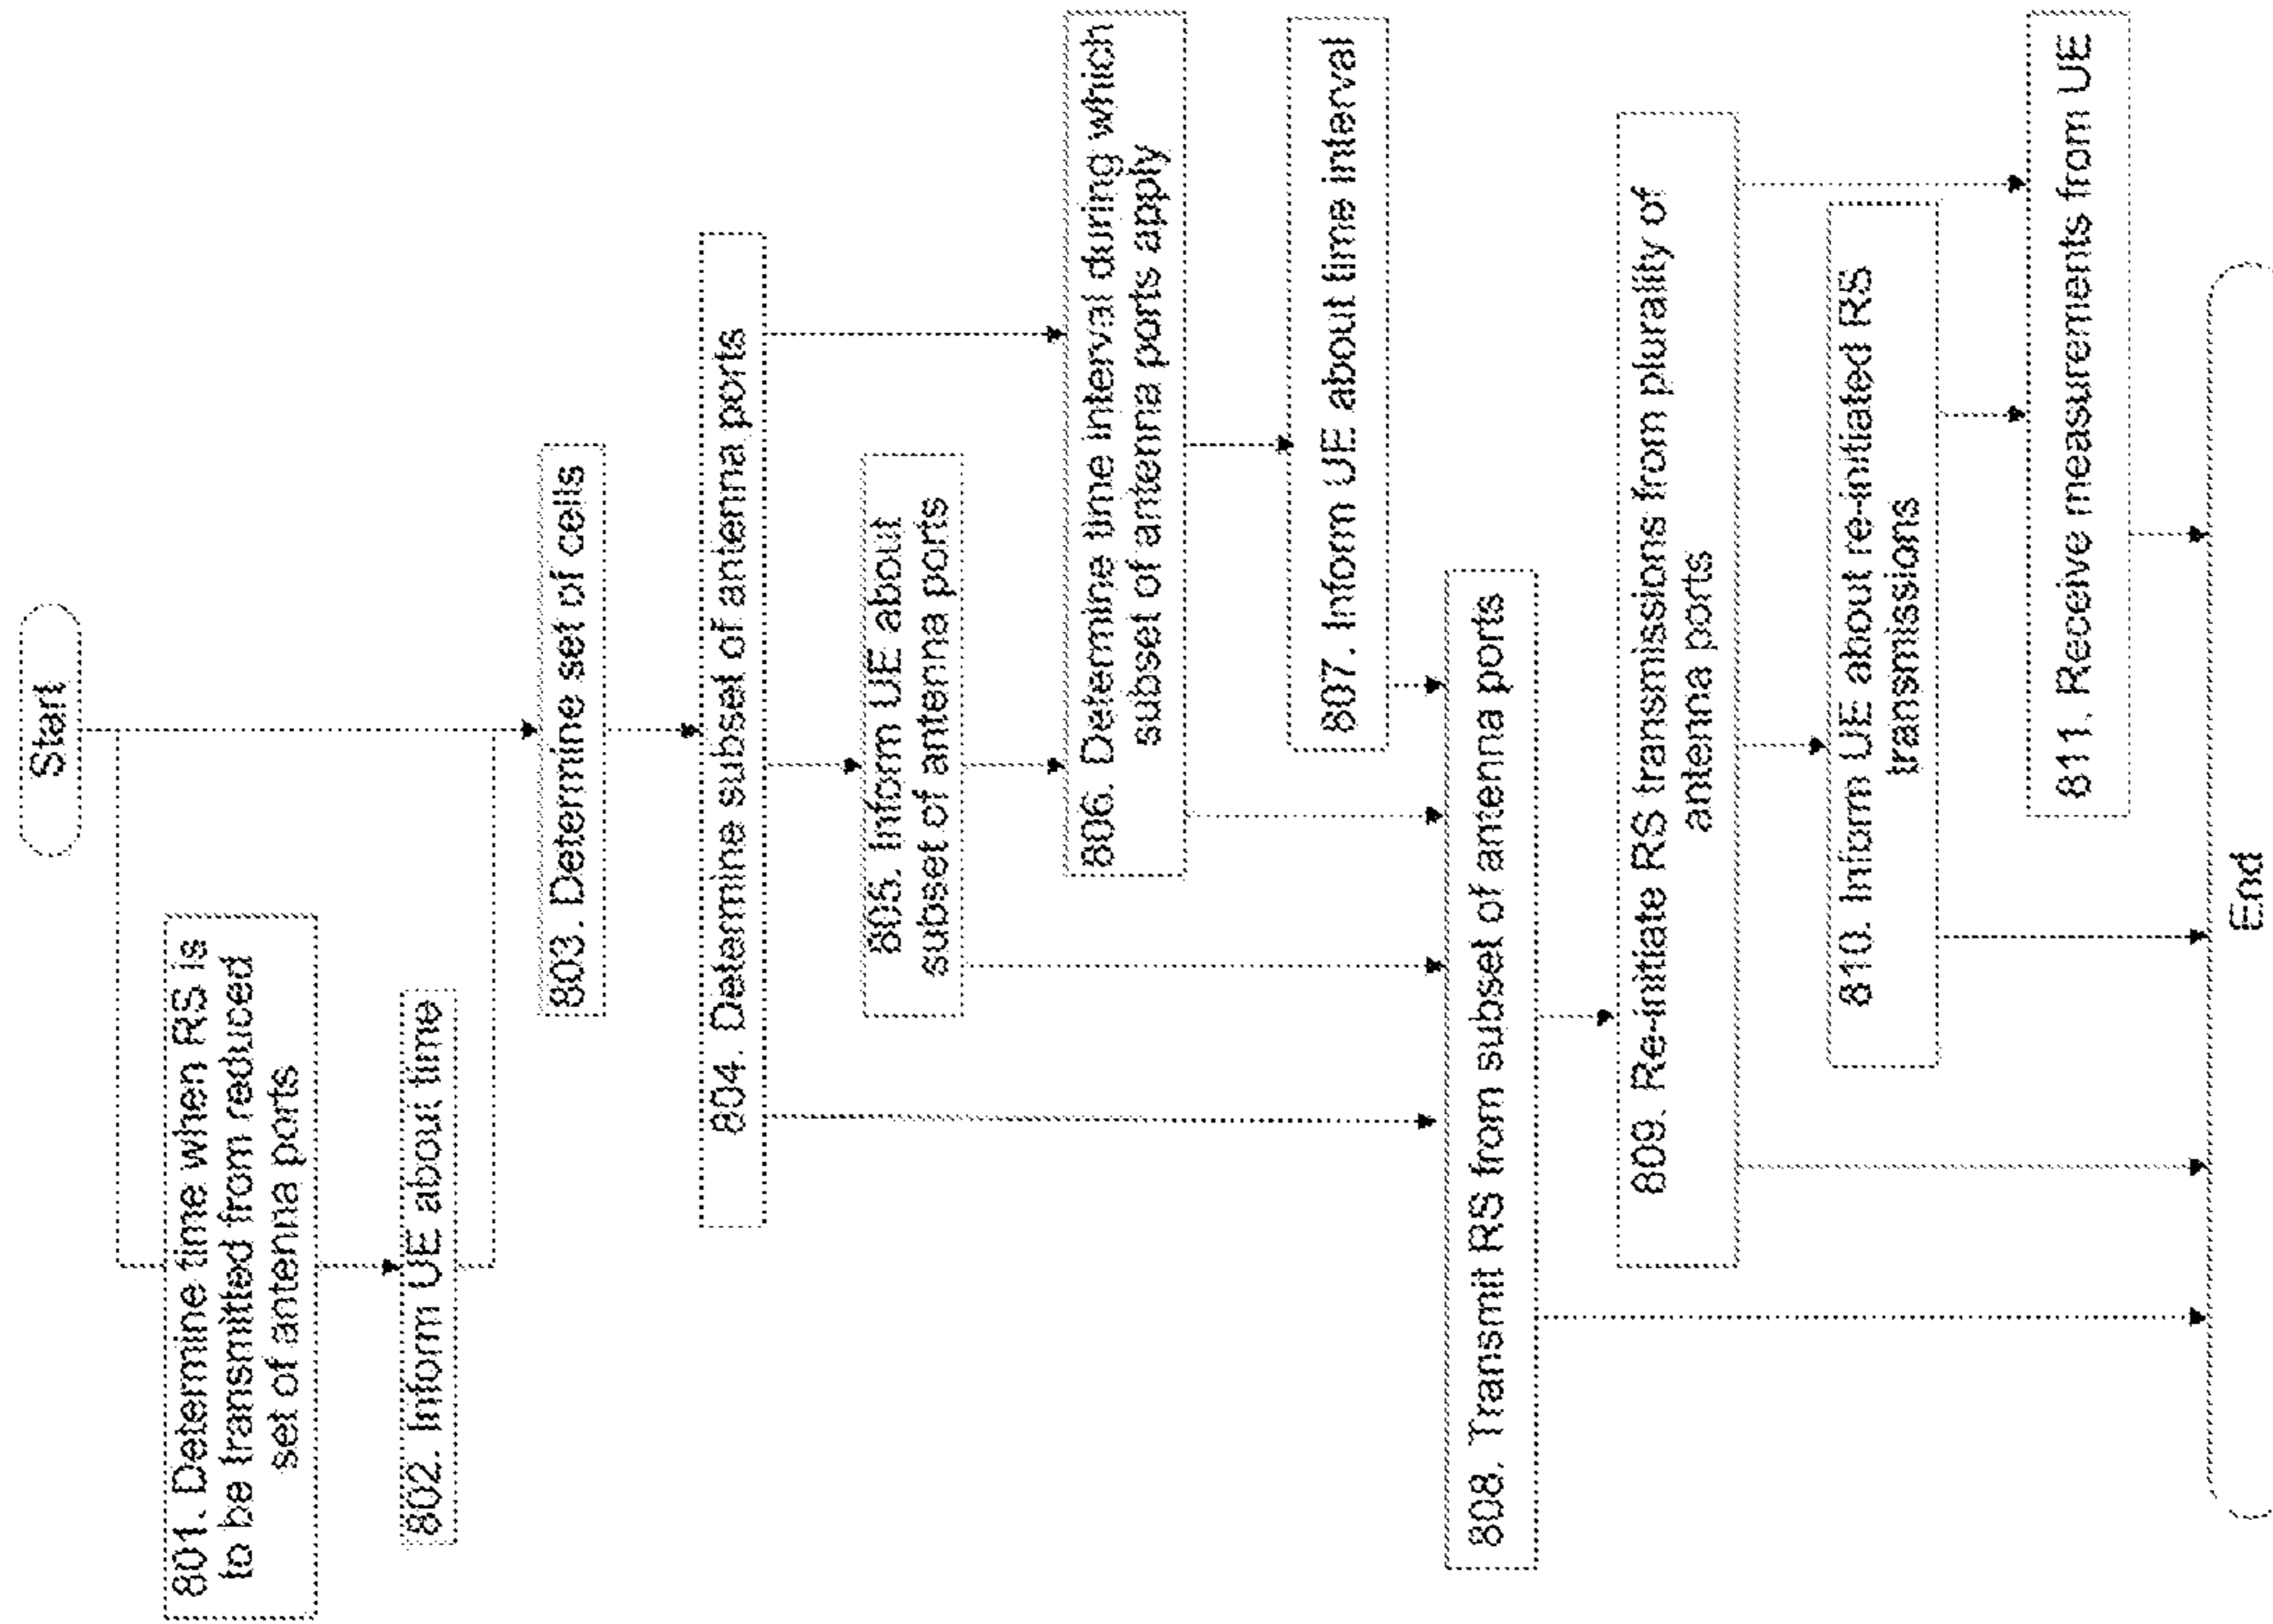 Start
801. Determine time when RS is
to be transmitted from reduced
set of antenna ports
802. Inform UE about time
803. Determine set of cells
804. Determine subset of antenna ports
805. Inform UE about
subset of antenna ports
806. Determine time interval during which
subset of antenna ports apply
807. Inform UE about time interval
808. Transmit RS from subset of antenna ports
809. Re-initiate RS transmissions from plurality of
antenna ports
810. Inform UE about re-initiated RS
transmissions
811. Receive measurements from UE
End